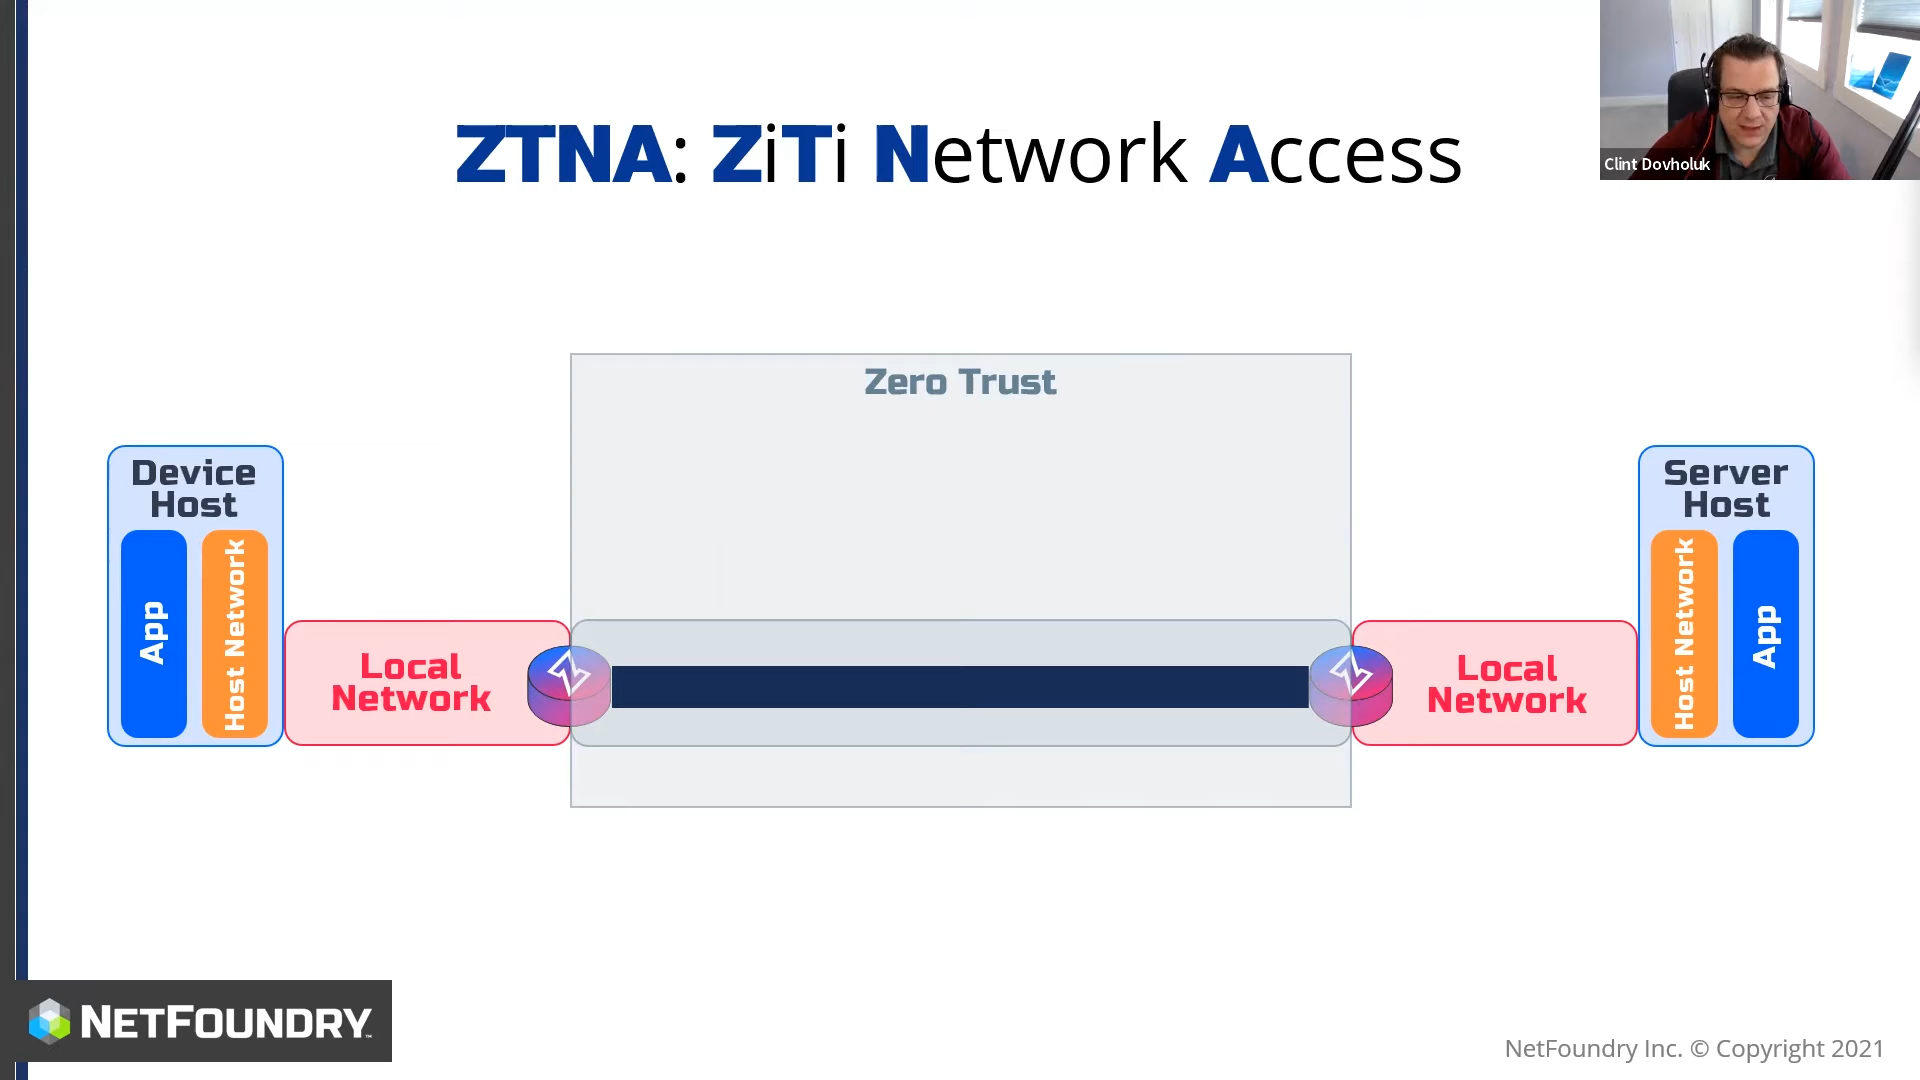 ZTNA: ZiTi Network Access
Clint Dovholuk
Zero Trust
Device
Host
App
Host Network
Local
Network
Local
Network
Server
Host
Host Network
App
NETFOUNDRY™
NetFoundry Inc. © Copyright 2021